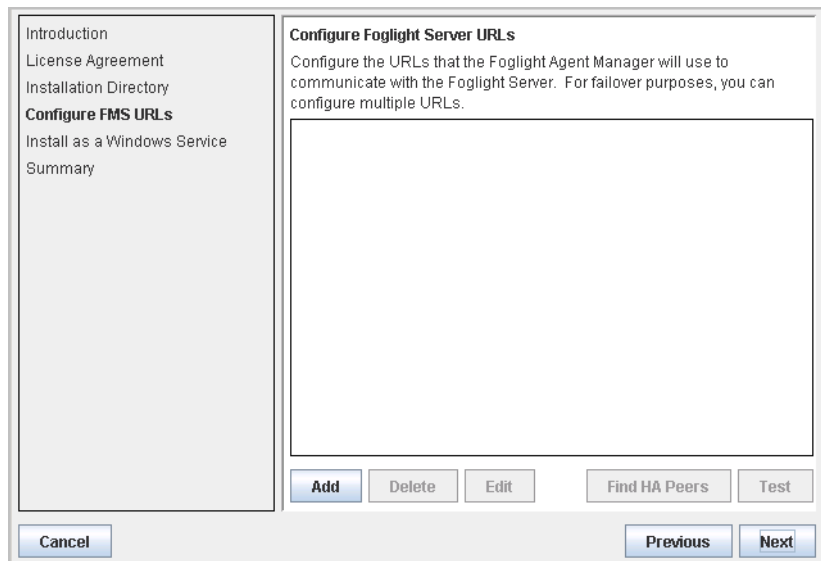 Introduction
License Agreement
Installation Directory
Configure FMS URLs
Install as a Windows Service
Summary
Configure Foglight Server URLs
Configure the URLs that the Foglight Agent Manager will use to
communicate with the Foglight Server. For failover purposes, you can
configure multiple URLs.
Add
Delete
Edit
Find HA Peers
Test
Cancel
Previous
Next